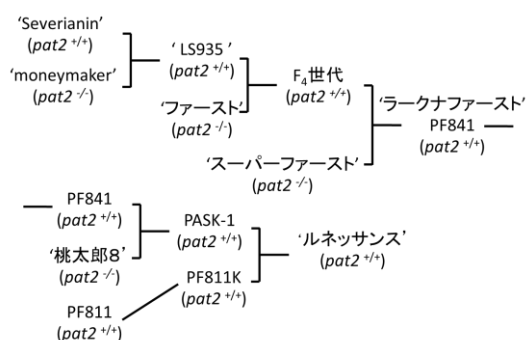 ‘Severianin’
(pat2 +/+)
‘moneymaker’
(pat2 -/-)
‘ LS935 ’
(pat2 +/+)
‘ファースト’
(pat2 -/-)
F4世代
(pat2 +/+)
‘スーパーファースト’
(pat2 -/-)
‘ラークナファースト’
PF841
(pat2 +/+)
PF841
(pat2 +/+)
‘桃太郎8’
(pat2 -/-)
PF811
(pat2 +/+)
PASK-1
(pat2 +/+)
PF811K
(pat2 +/+)
‘ルネッサンス’
(pat2 +/+)